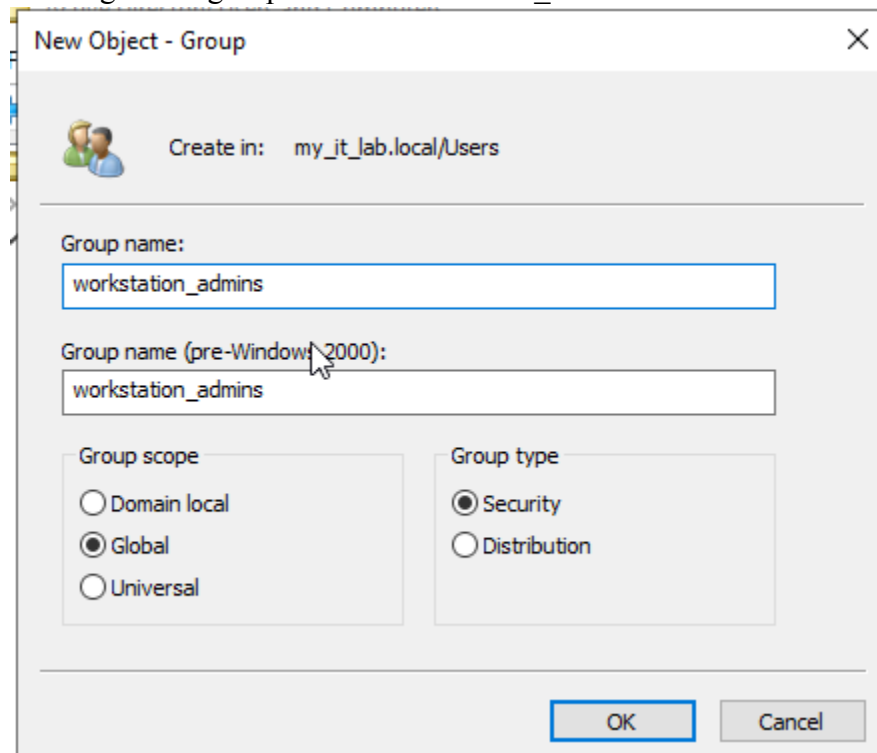 New Object - Group
Create in: my_it_lab.local/Users
Group name:
workstation_admins
Group name (pre-Windows 2000):
workstation_admins
Group scope
Domain local
Global
Universal
Group type
Security
Distribution
OK Cancel